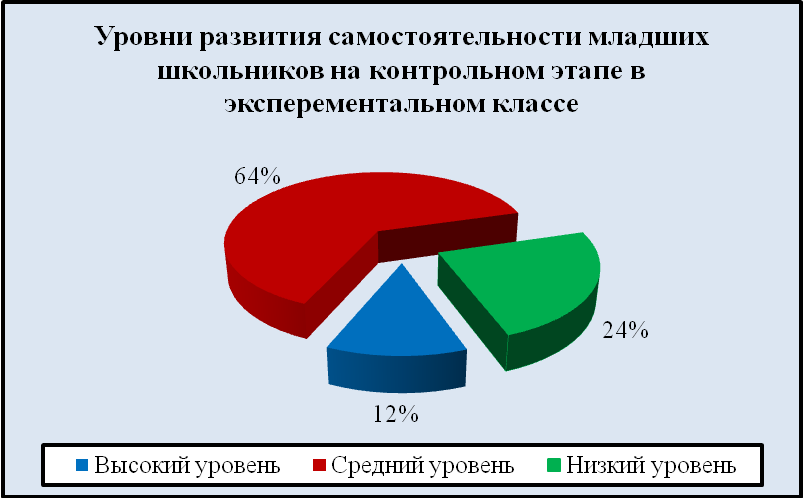 Уровни развития самостоятельности младших
школьников на контрольном этапе в
эксперементальном классе
64%
24%
12%
Высокий уровень Средний уровень Низкий уровень